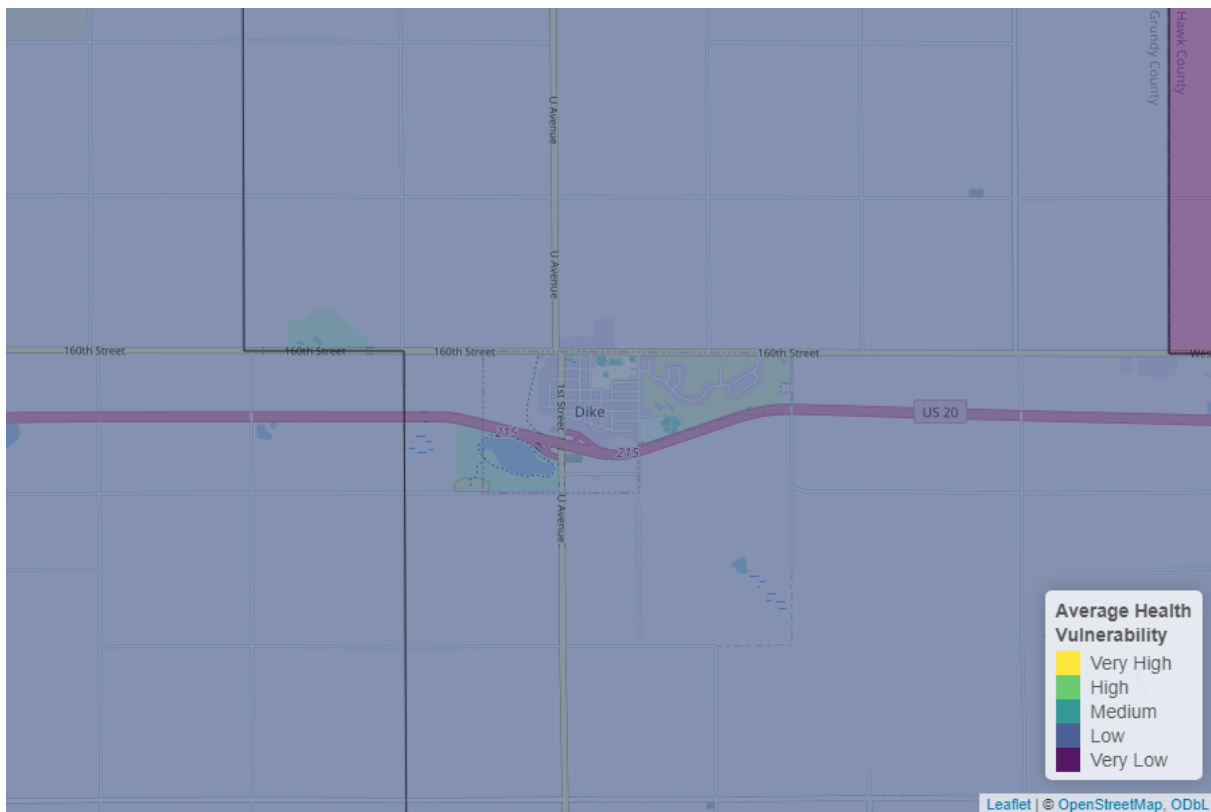 Grundy County
Hawk County
U Avenue
U Avenue
160th Street
160th Street
160th Street
160th Street
Wes
1st Street
Dike
US 20
215
215
U Avenue
Average Health
Vulnerability
Very High
High
Medium
Low
Very Low
Leaflet | © OpenStreetMap, ODbL